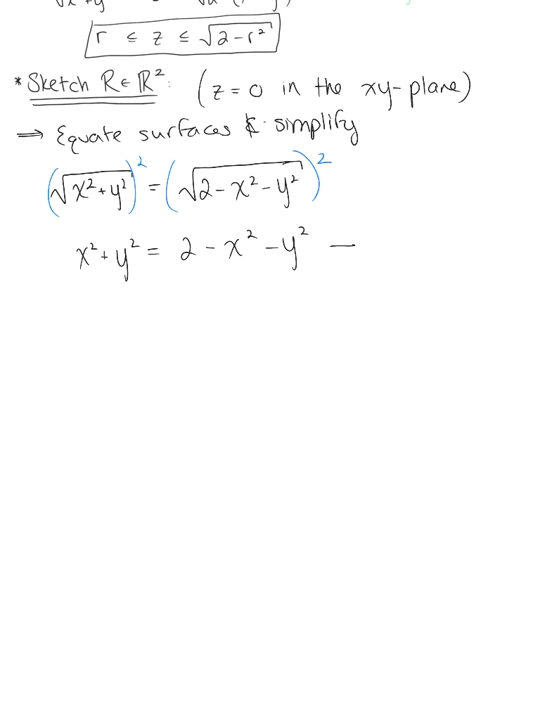 r ≤ z ≤ √2-r²
* Sketch R ∈ ℝ²: (z = 0 in the xy-plane)
⇒ Equate surfaces & simplify
(√x²+y²)² = (√2-x²-y²)²
x²+y² = 2-x²-y² —